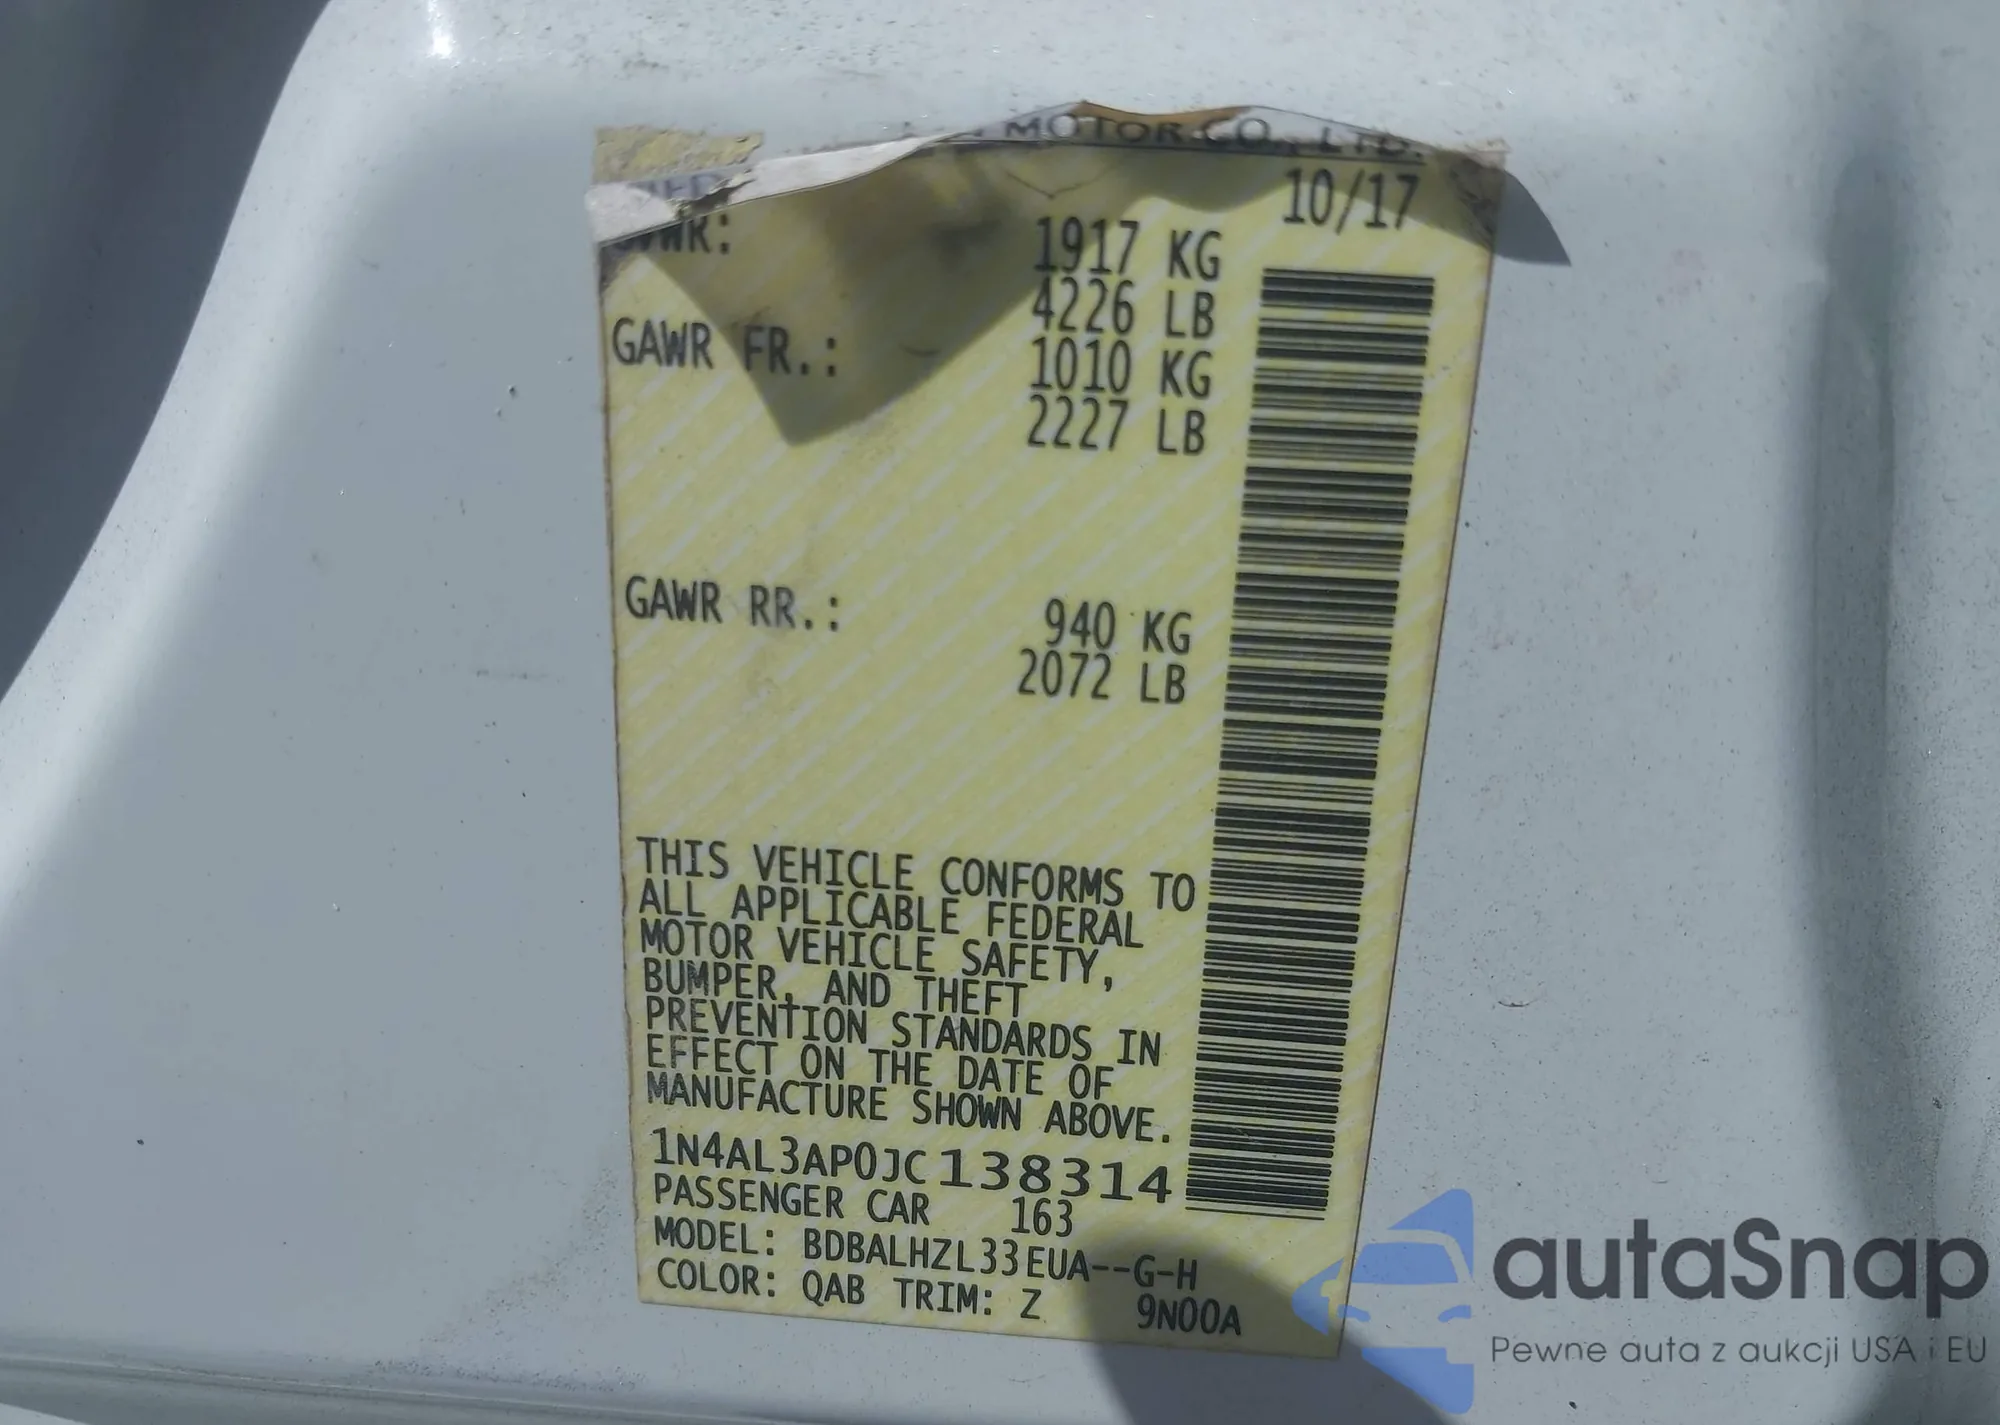 MOTOR CO., LTD.
10/17
GVWR: 1917 KG
4226 LB
GAWR FR.: 1010 KG
2227 LB
GAWR RR.: 940 KG
2072 LB
THIS VEHICLE CONFORMS TO
ALL APPLICABLE FEDERAL
MOTOR VEHICLE SAFETY,
BUMPER, AND THEFT
PREVENTION STANDARDS IN
EFFECT ON THE DATE OF
MANUFACTURE SHOWN ABOVE.
1N4AL3AP0JC138314
PASSENGER CAR 163
MODEL: BDBALHZL33EUA--G-H
COLOR: QAB TRIM: Z 9N00A
autaSnap
Pewne auta z aukcji USA i EU